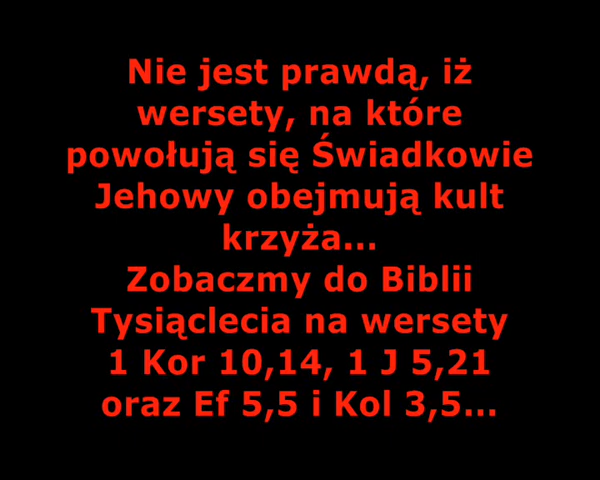 Nie jest prawdą, iż
wersety, na które
powołują się Świadkowie
Jehowy obejmują kult
krzyża...
Zobaczmy do Biblii
Tysiąclecia na wersety
1 Kor 10,14, 1 J 5,21
oraz Ef 5,5 i Kol 3,5...